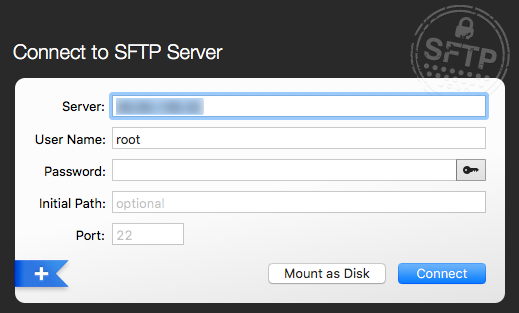 Connect to SFTP Server
SFTP
Server:
User Name: root
Password:
Initial Path: optional
Port: 22
+
Mount as Disk Connect